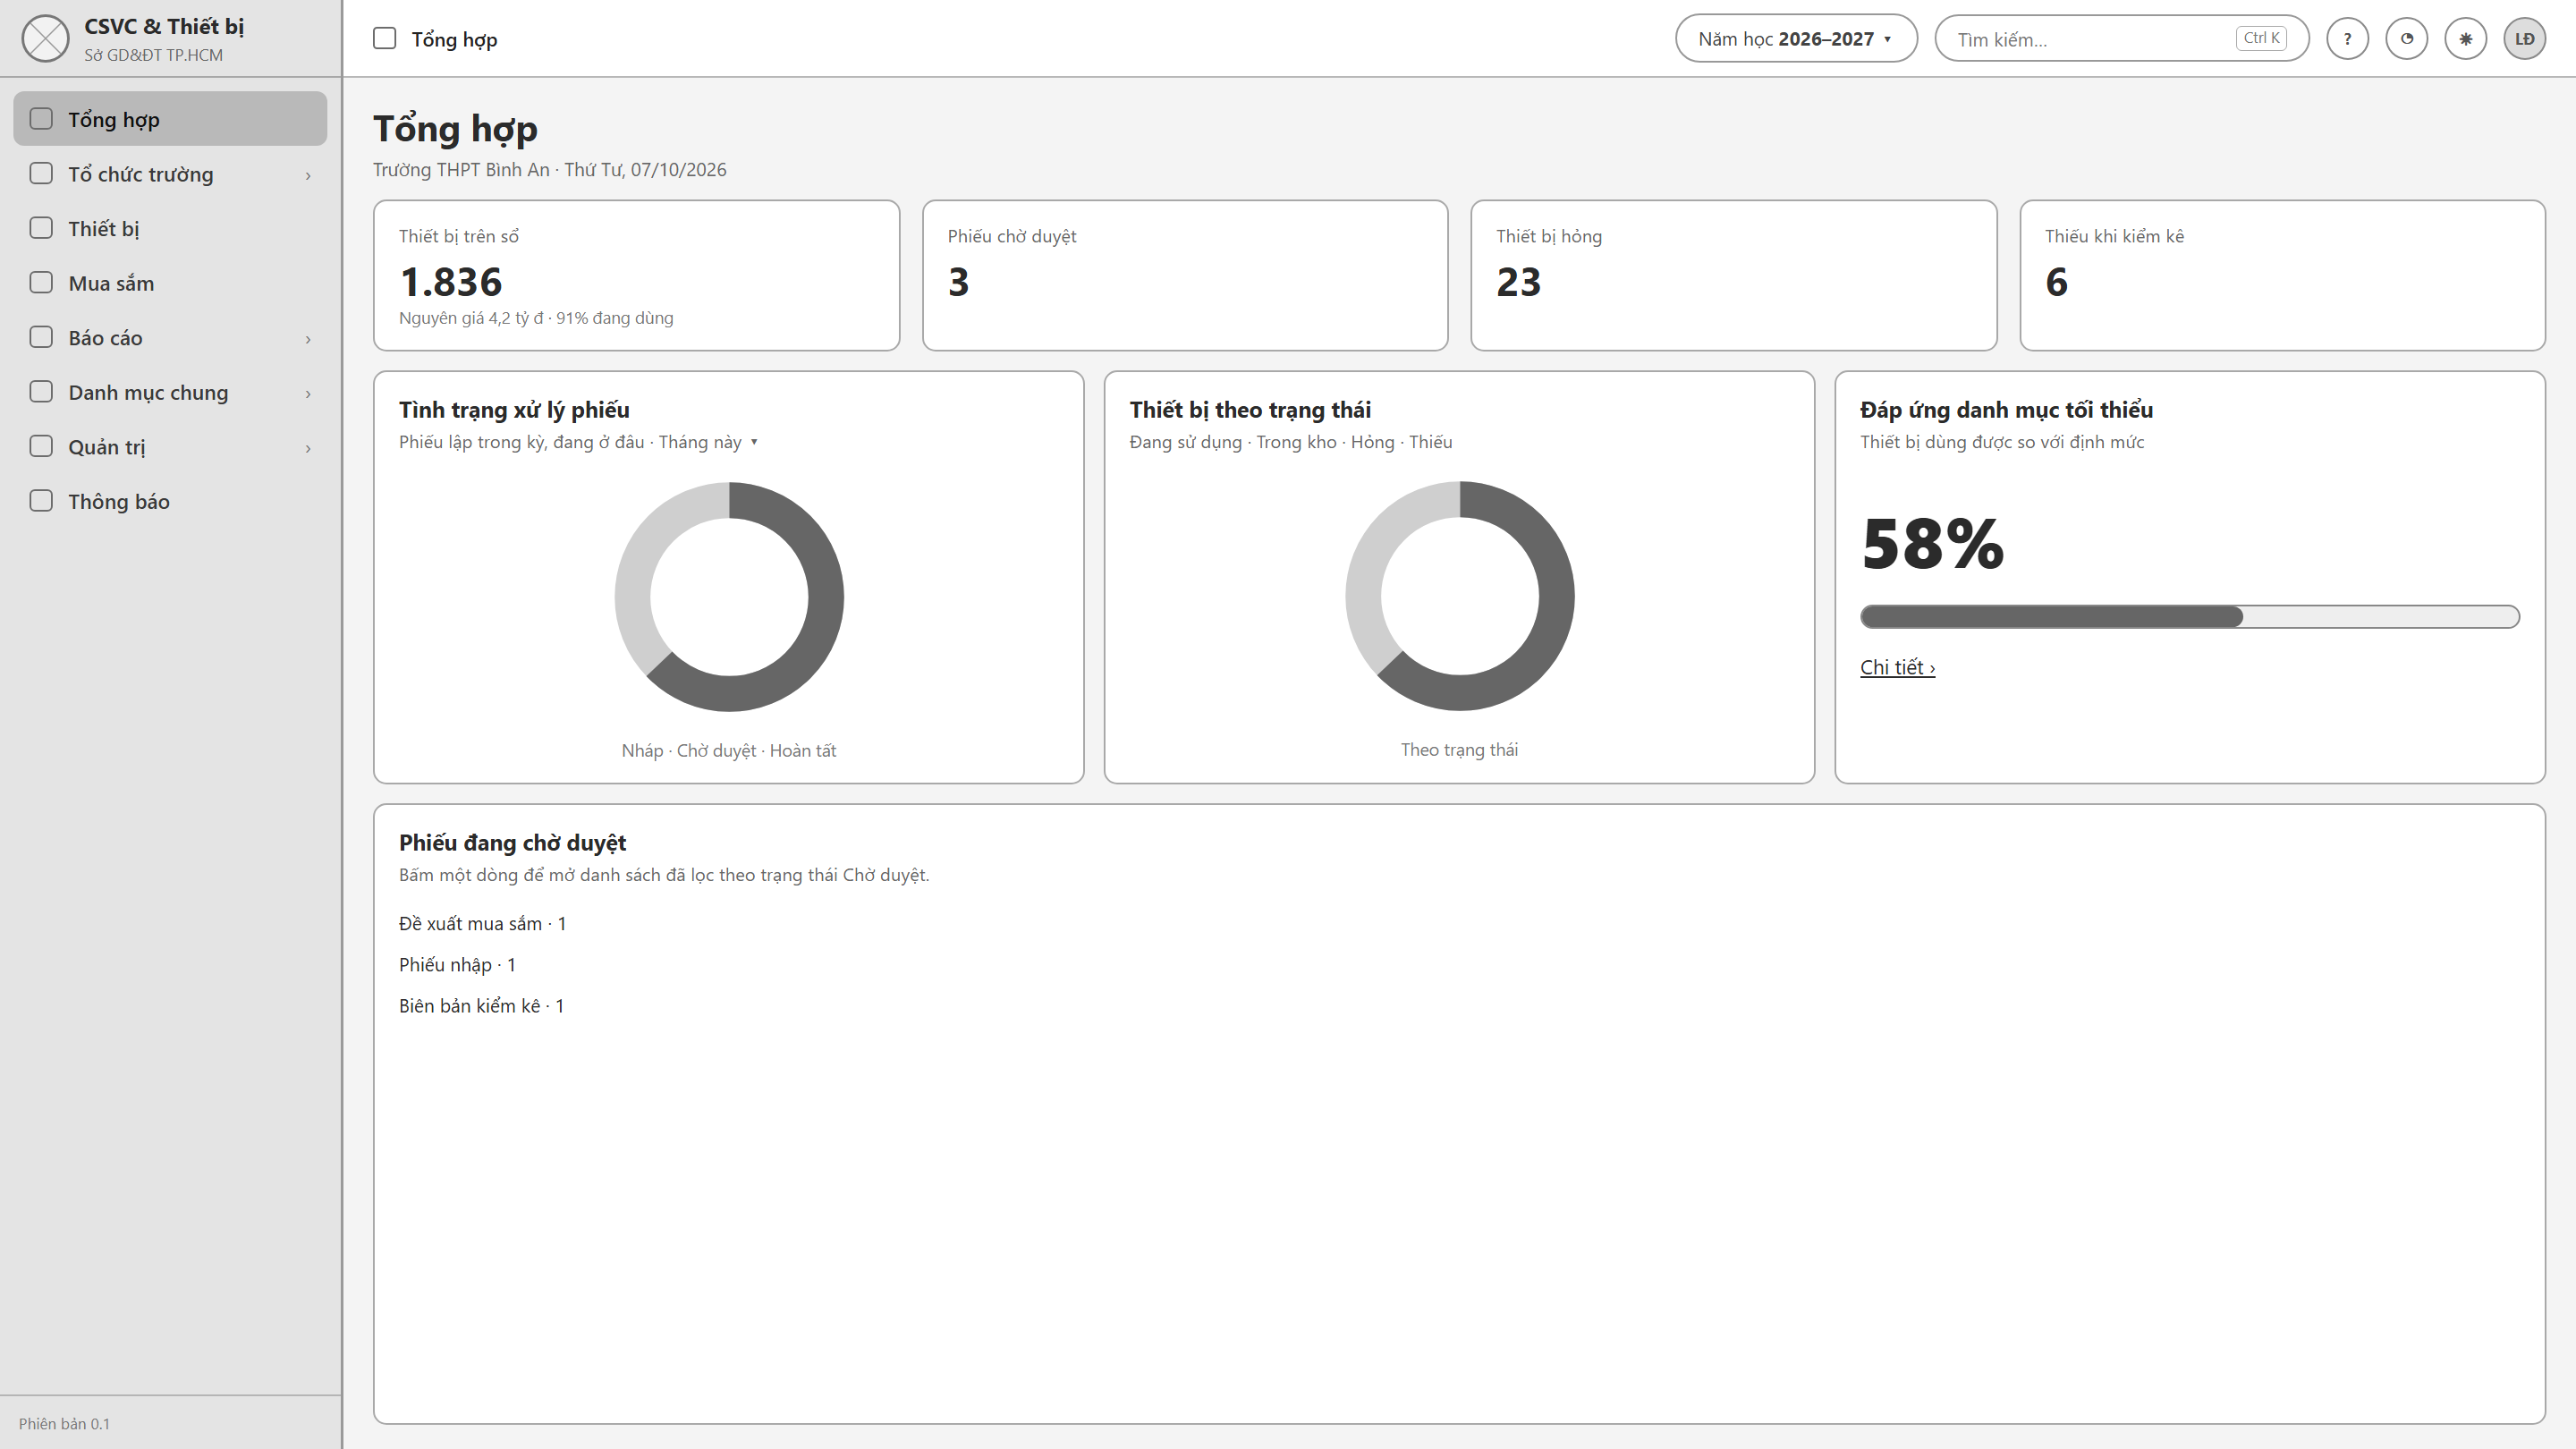 CSVC & Thiết bị
Sở GD&ĐT TP.HCM
Tổng hợp
Tổ chức trường ›
Thiết bị
Mua sắm
Báo cáo ›
Danh mục chung ›
Quản trị ›
Thông báo
Phiên bản 0.1
Tổng hợp
Năm học 2026–2027 ▾
Tìm kiếm... Ctrl K
?
LĐ
Tổng hợp
Trường THPT Bình An · Thứ Tư, 07/10/2026
Thiết bị trên sổ
1.836
Nguyên giá 4,2 tỷ đ · 91% đang dùng
Phiếu chờ duyệt
3
Thiết bị hỏng
23
Thiếu khi kiểm kê
6
Tình trạng xử lý phiếu
Phiếu lập trong kỳ, đang ở đâu · Tháng này ▾
Nháp · Chờ duyệt · Hoàn tất
Thiết bị theo trạng thái
Đang sử dụng · Trong kho · Hỏng · Thiếu
Theo trạng thái
Đáp ứng danh mục tối thiểu
Thiết bị dùng được so với định mức
58%
Chi tiết ›
Phiếu đang chờ duyệt
Bấm một dòng để mở danh sách đã lọc theo trạng thái Chờ duyệt.
Đề xuất mua sắm · 1
Phiếu nhập · 1
Biên bản kiểm kê · 1